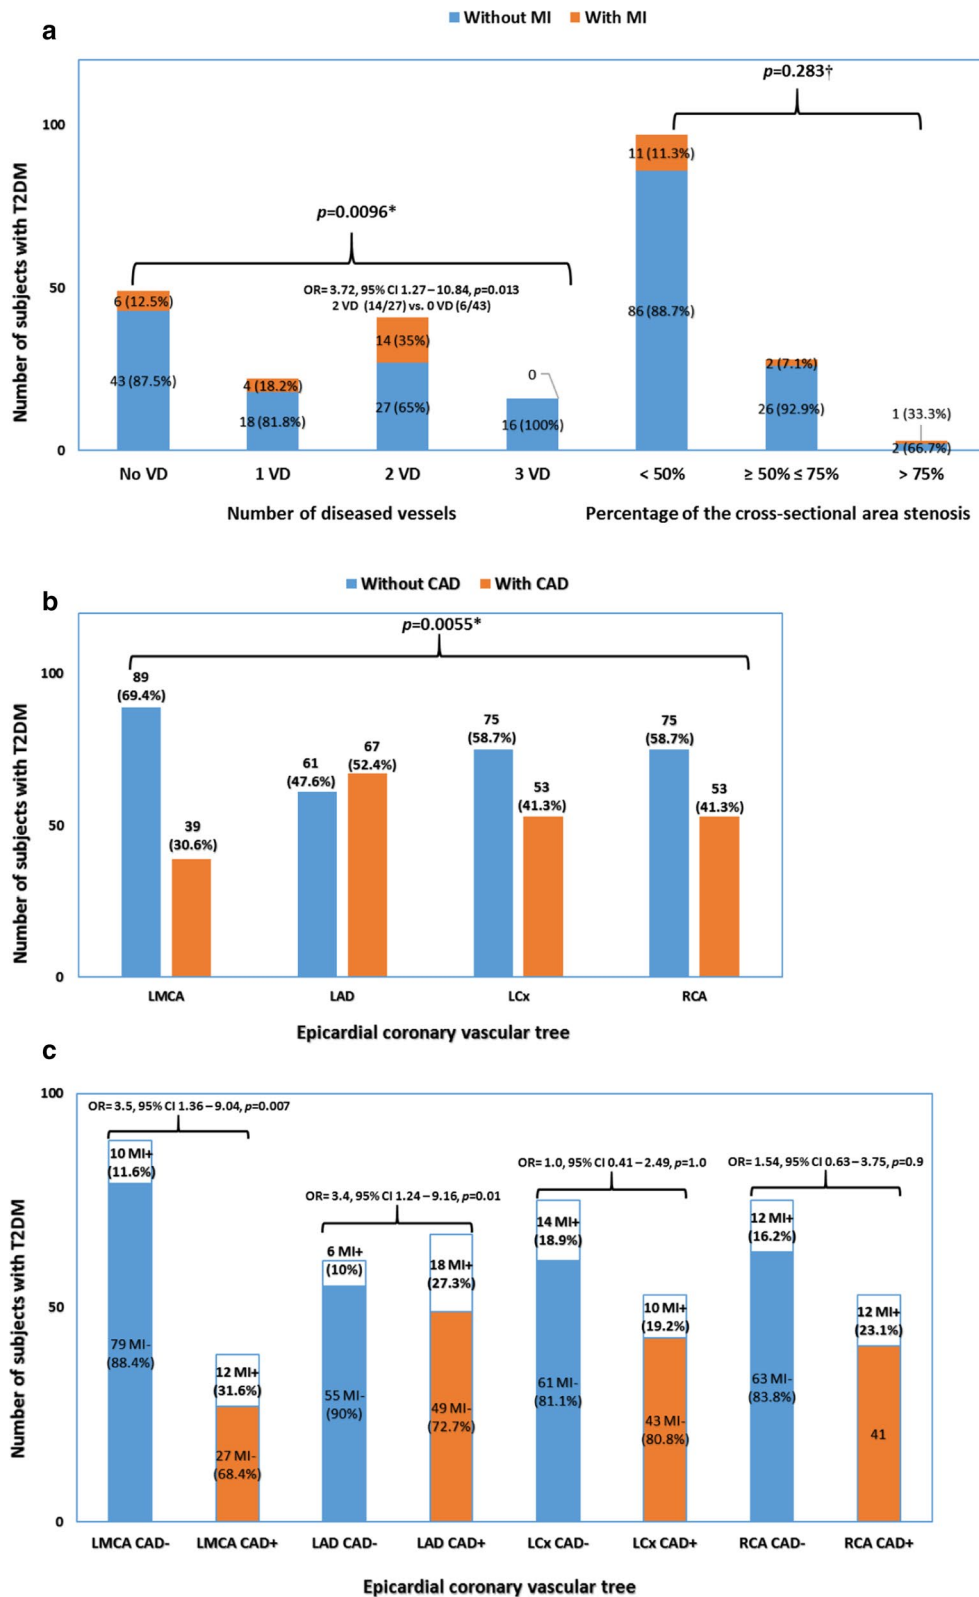 a
Without MI With MI
p=0.283†
100
11 (11.3%)
p=0.0096*
50
OR= 3.72, 95% CI 1.27 – 10.84, p=0.013
2 VD (14/27) vs. 0 VD (6/43)
6 (12.5%)
86 (88.7%)
14 (35%)
0
2 (7.1%)
43 (87.5%)
4 (18.2%)
1 (33.3%)
27 (65%)
26 (92.9%)
18 (81.8%)
16 (100%)
2 (66.7%)
0
Number of subjects with T2DM
No VD 1 VD 2 VD 3 VD < 50% ≥ 50% ≤ 75% > 75%
Number of diseased vessels Percentage of the cross-sectional area stenosis
b
Without CAD With CAD
p=0.0055*
100
89
(69.4%)
39
(30.6%)
61
(47.6%)
67
(52.4%)
75
(58.7%)
53
(41.3%)
75
(58.7%)
53
(41.3%)
50
0
Number of subjects with T2DM
LMCA LAD LCx RCA
Epicardial coronary vascular tree
c
100
OR= 3.5, 95% CI 1.36 – 9.04, p=0.007
OR= 3.4, 95% CI 1.24 – 9.16, p=0.01
OR= 1.0, 95% CI 0.41 – 2.49, p=1.0
OR= 1.54, 95% CI 0.63 – 3.75, p=0.9
10 MI+
(11.6%)
79 MI-
(88.4%)
12 MI+
(31.6%)
27 MI-
(68.4%)
6 MI+
(10%)
55 MI-
(90%)
18 MI+
(27.3%)
49 MI-
(72.7%)
14 MI+
(18.9%)
61 MI-
(81.1%)
10 MI+
(19.2%)
43 MI-
(80.8%)
12 MI+
(16.2%)
63 MI-
(83.8%)
12 MI+
(23.1%)
41
50
0
Number of subjects with T2DM
LMCA CAD- LMCA CAD+ LAD CAD- LAD CAD+ LCx CAD- LCx CAD+ RCA CAD- RCA CAD+
Epicardial coronary vascular tree